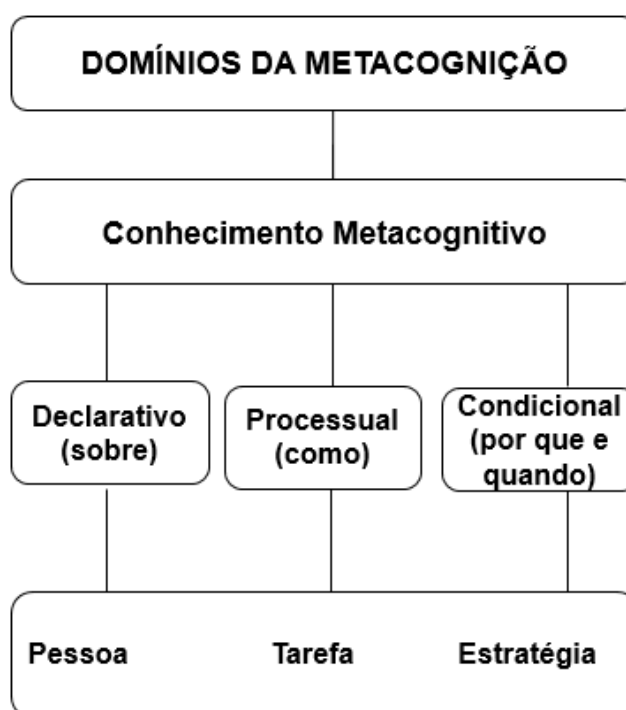 DOMÍNIOS DA METACOGNIÇÃO
Conhecimento Metacognitivo
Declarativo
(sobre)
Processual
(como)
Condicional
(por que e
quando)
Pessoa
Tarefa
Estratégia